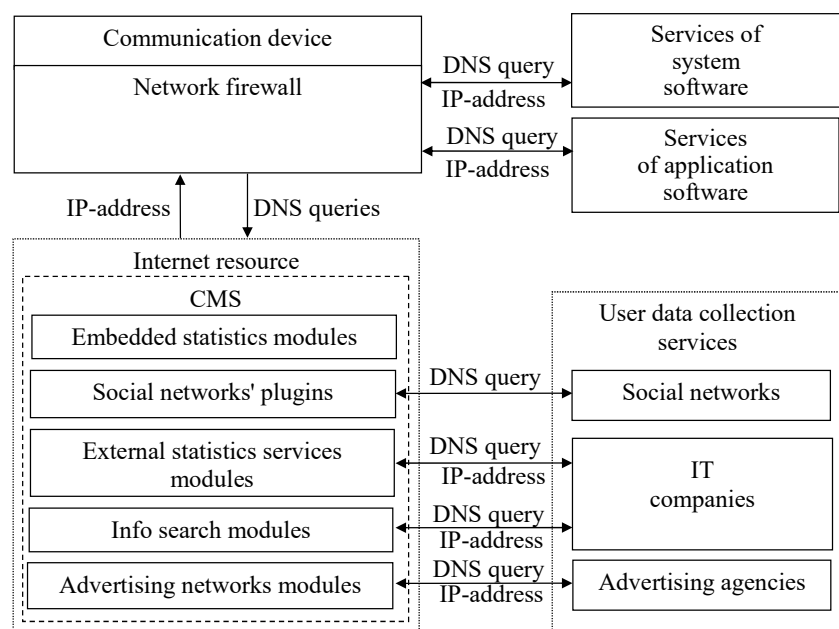 Communication device
Network firewall
DNS query
IP-address
Services of
system
software
DNS query
IP-address
Services
of application
software
IP-address
DNS queries
Internet resource
CMS
Embedded statistics modules
Social networks' plugins
External statistics services
modules
Info search modules
Advertising networks modules
DNS query
DNS query
IP-address
DNS query
IP-address
DNS query
IP-address
User data collection
services
Social networks
IT
companies
Advertising agencies